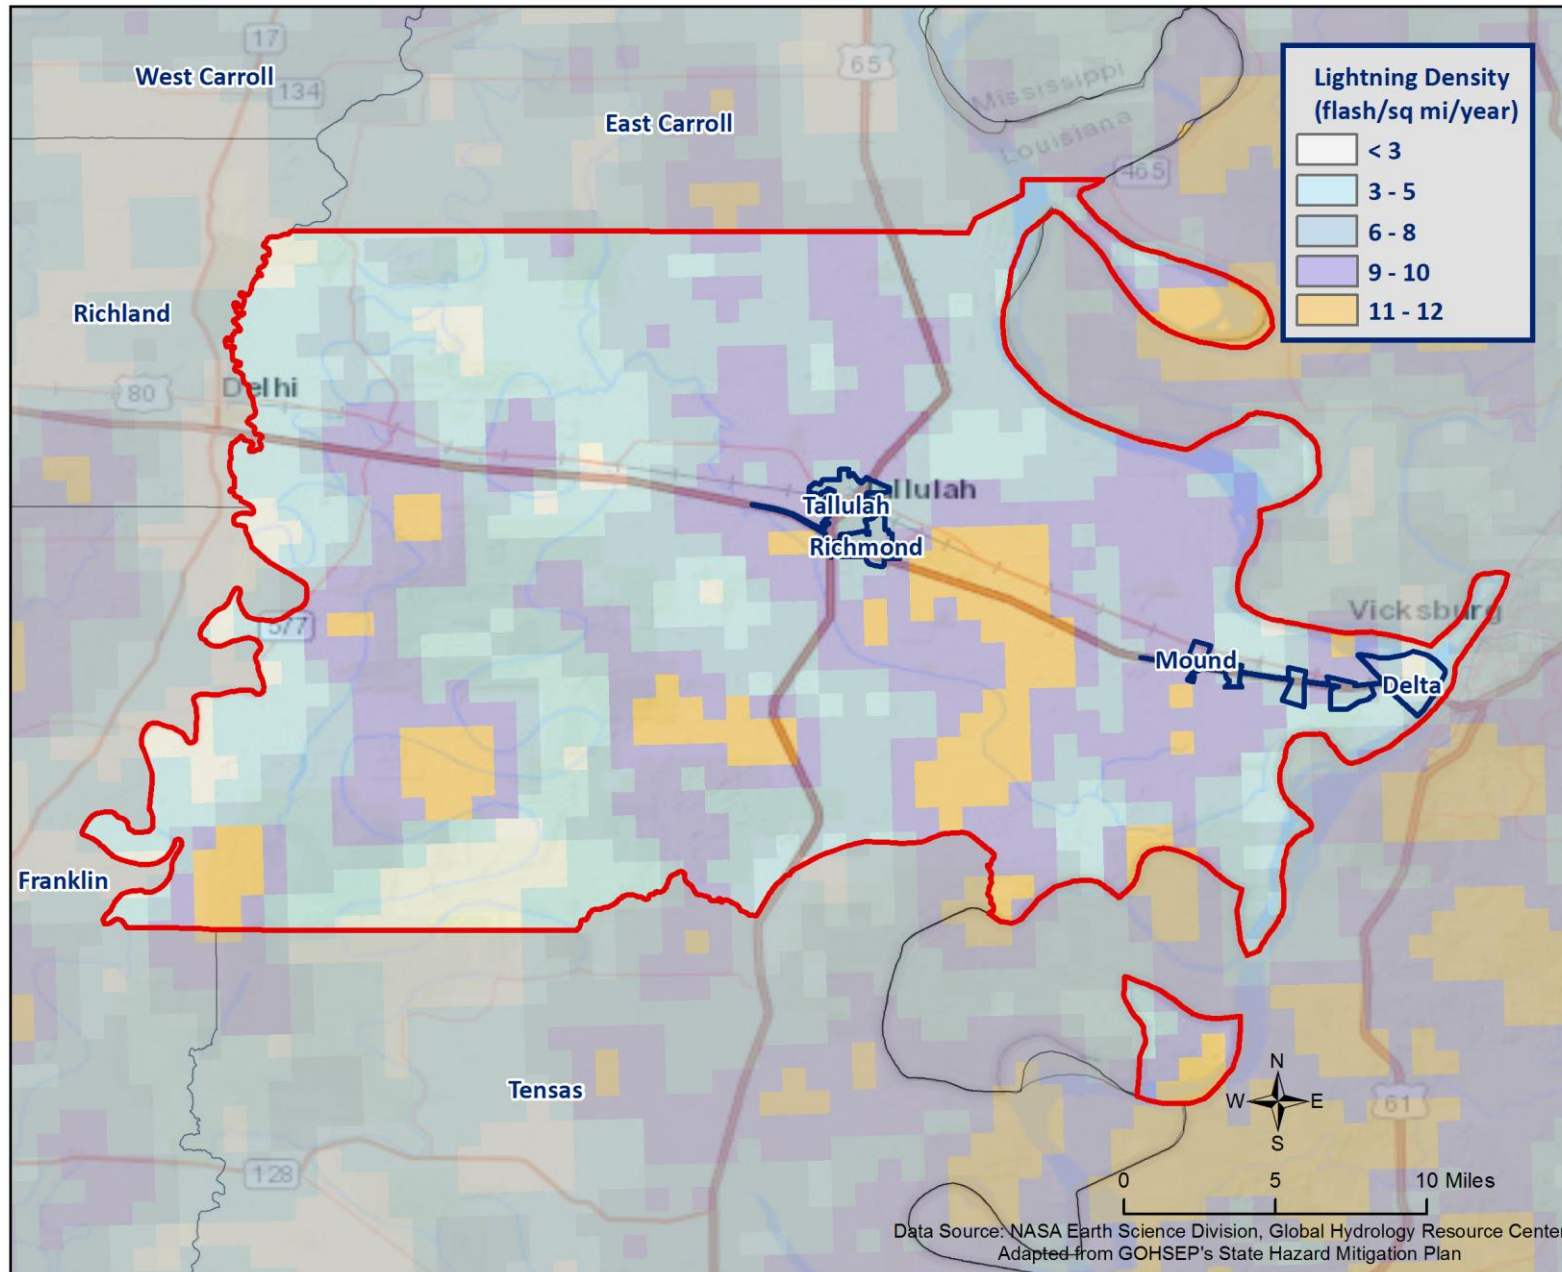 17
West Carroll
134
65
East Carroll
Mississippi
Louisiana
465
Lightning Density
(flash/sq mi/year)
< 3
3 - 5
6 - 8
9 - 10
11 - 12
Richland
80
Delhi
Tallulah
Tallulah
Richmond
577
Vicksburg
Mound
Delta
Franklin
Tensas
N
W E
S
61
128
0 5 10 Miles
Data Source: NASA Earth Science Division, Global Hydrology Resource Center
Adapted from GOHSEP's State Hazard Mitigation Plan